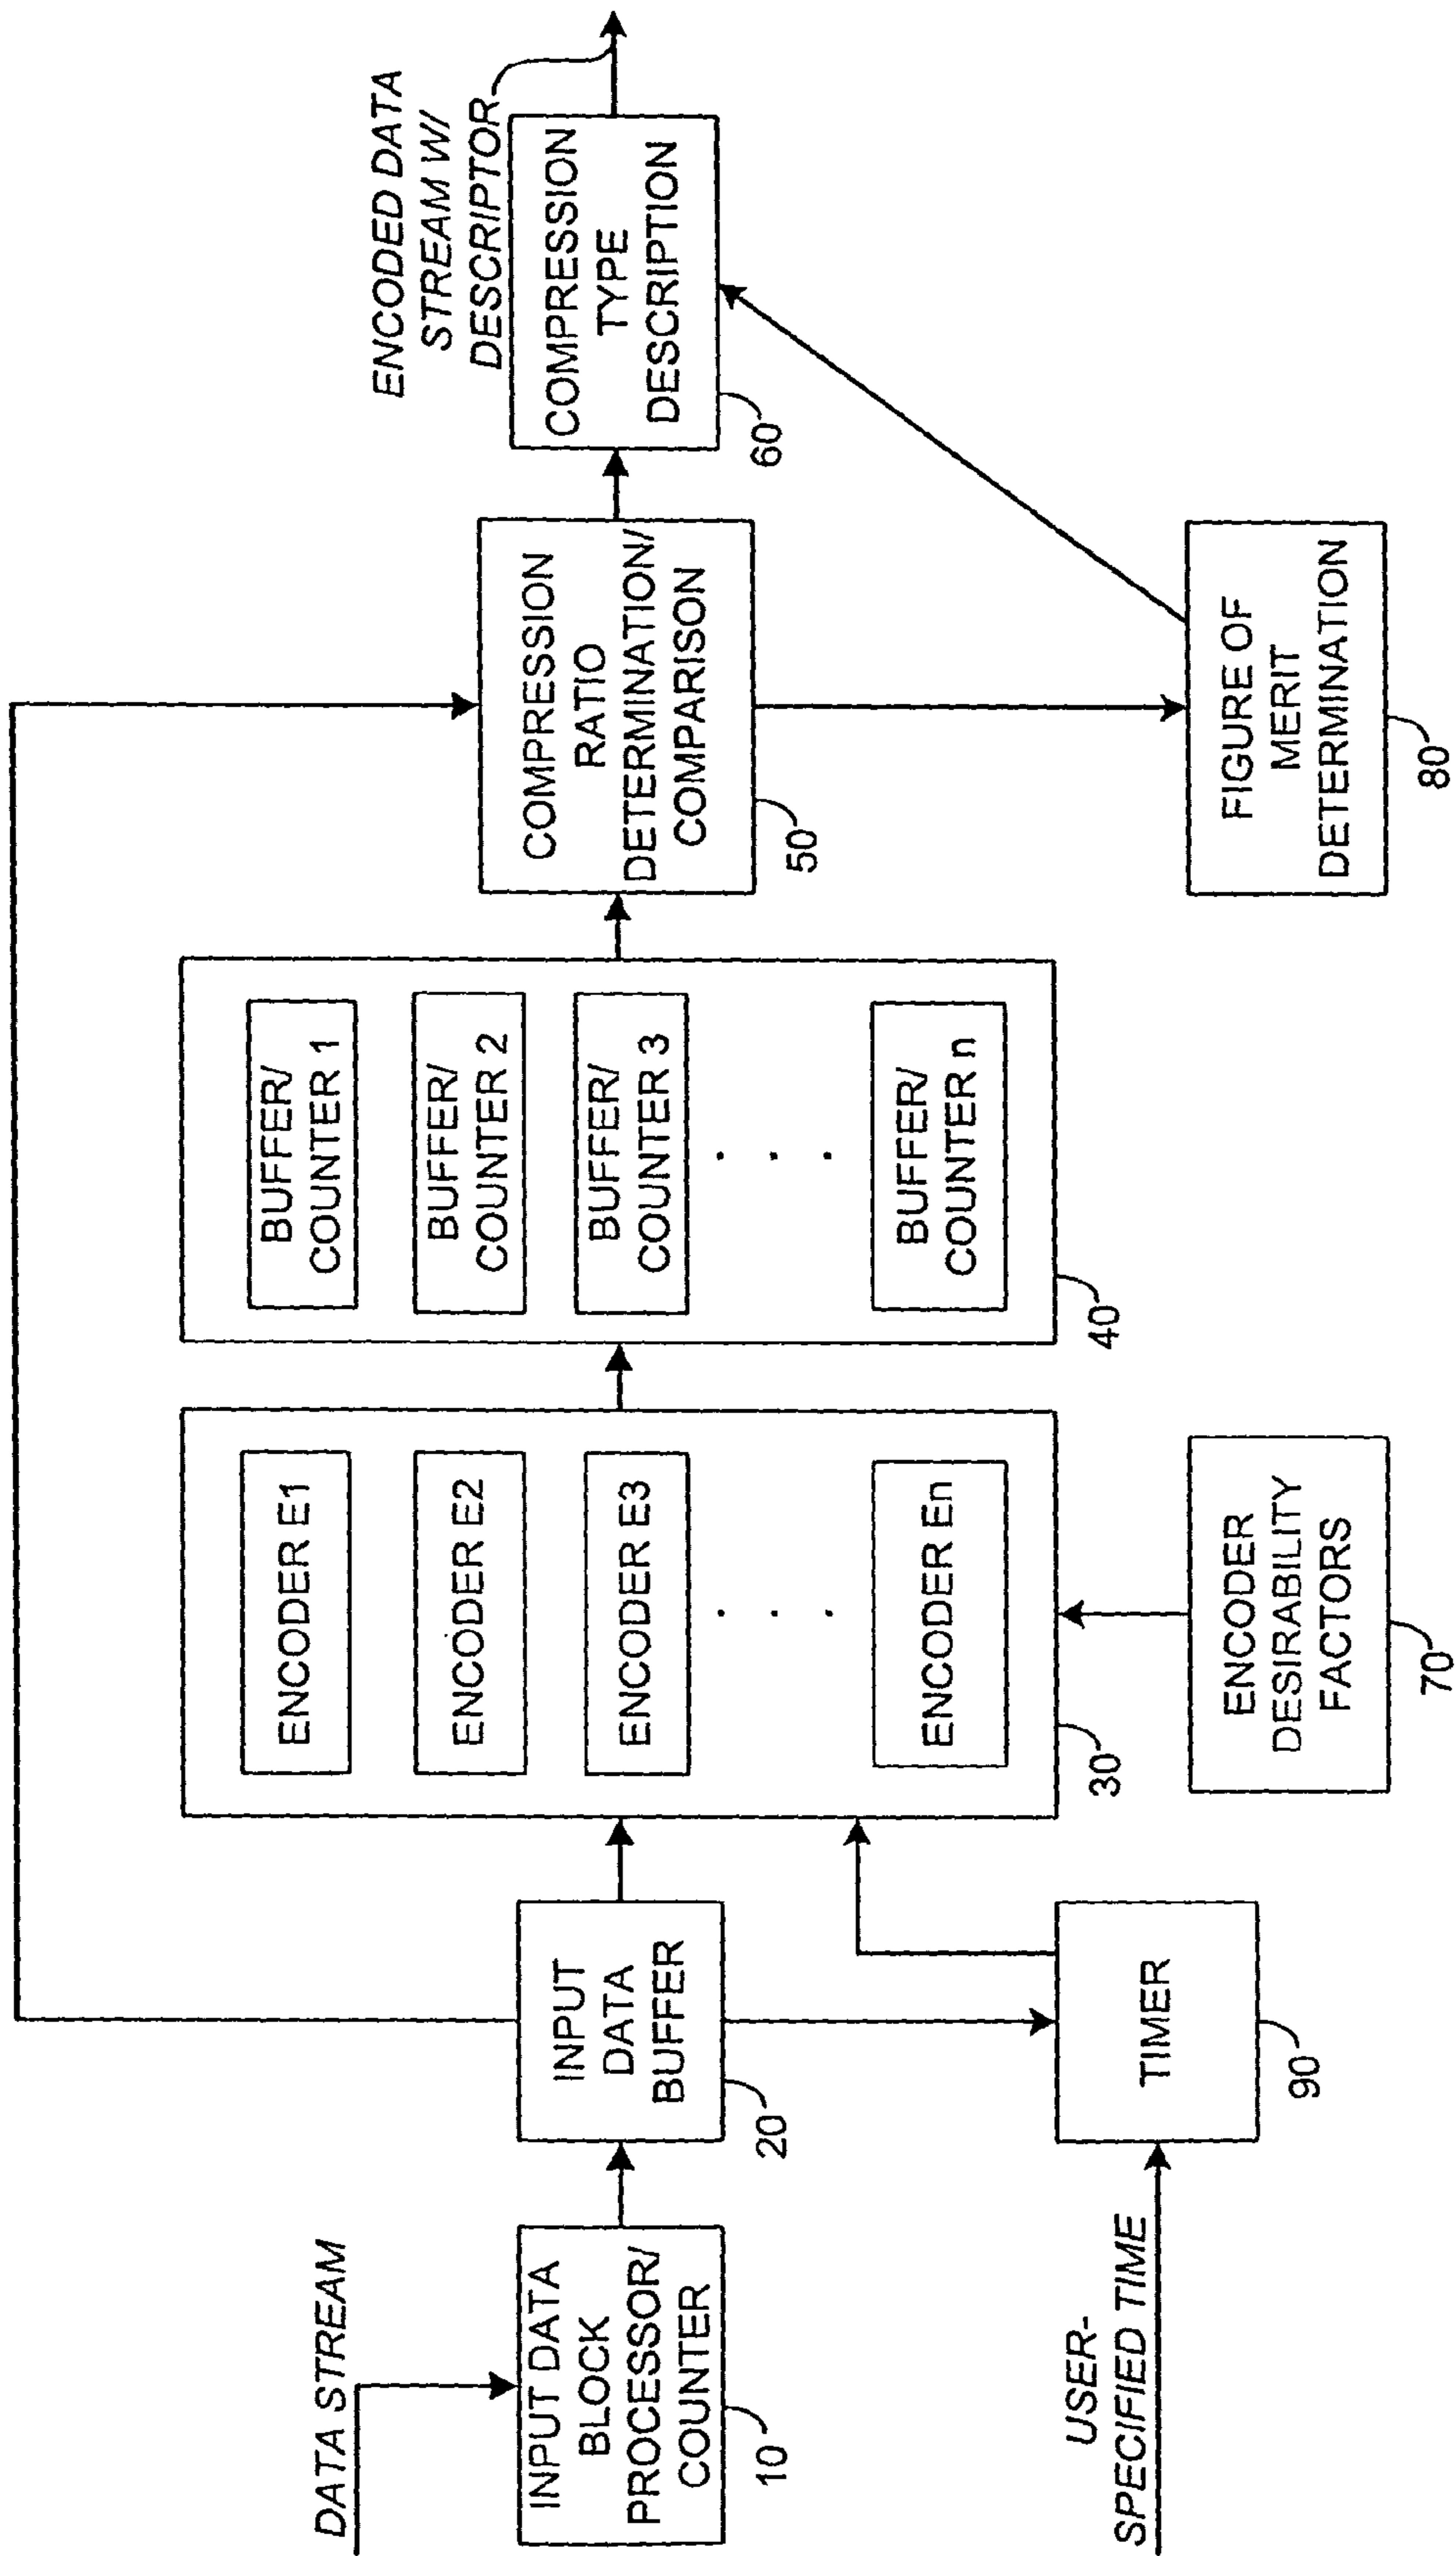 DATA STREAM
INPUT DATA
BLOCK
PROCESSOR/
COUNTER
10
INPUT
DATA
BUFFER
20
USER-
SPECIFIED TIME
TIMER
90
ENCODER E1
ENCODER E2
ENCODER E3
. . .
ENCODER En
30
ENCODER
DESIRABILITY
FACTORS
70
BUFFER/
COUNTER 1
BUFFER/
COUNTER 2
BUFFER/
COUNTER 3
. . .
BUFFER/
COUNTER n
40
COMPRESSION
RATIO
DETERMINATION/
COMPARISON
50
FIGURE OF
MERIT
DETERMINATION
80
COMPRESSION
TYPE
DESCRIPTION
60
ENCODED DATA
STREAM W/
DESCRIPTOR